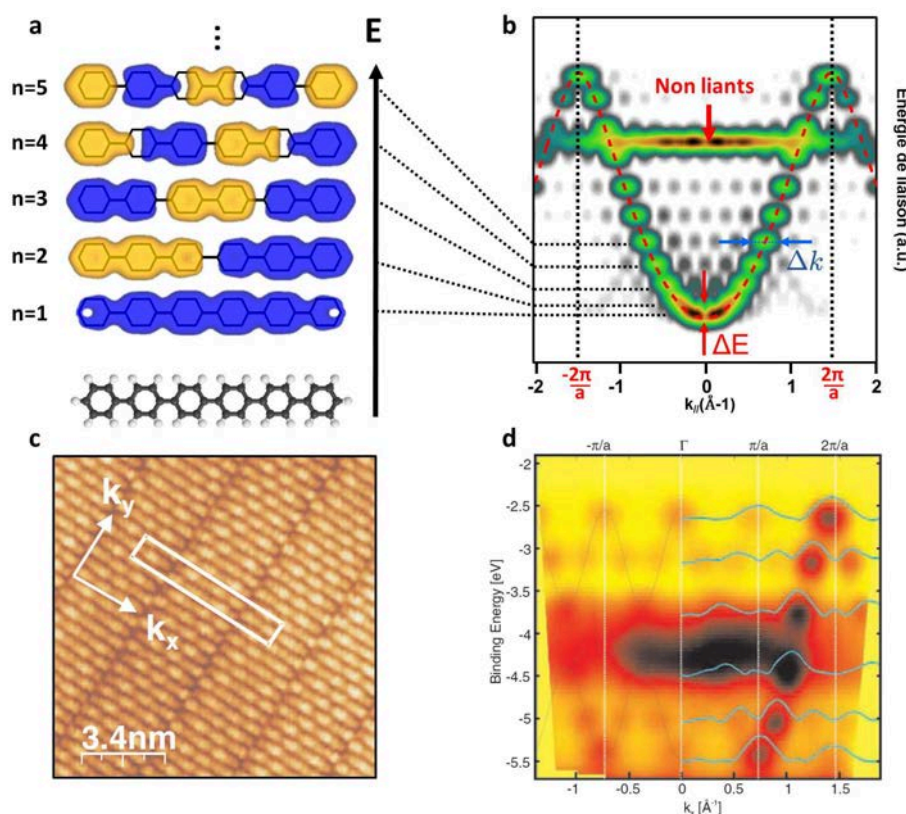 a
E
n=5
n=4
n=3
n=2
n=1
b
Non liants
Δk
ΔE
Energie de liaison (a.u.)
-2 -1 0 1 2
-2π/a 2π/a
k//(Å-1)
c
ky
kx
3.4nm
d
-π/a Γ π/a 2π/a
-2
-2.5
-3
-3.5
-4
-4.5
-5
-5.5
Binding Energy [eV]
-1 -0.5 0 0.5 1 1.5
kx [Å-1]